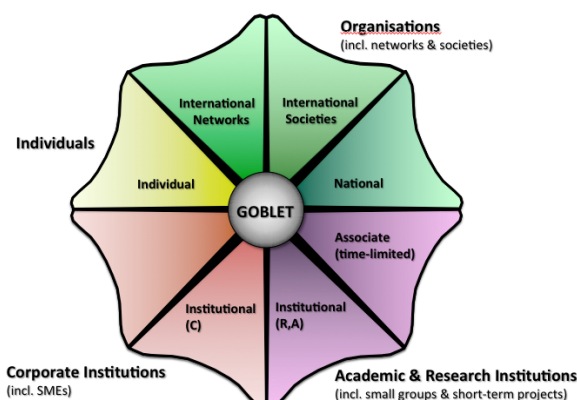 Organisations
(incl. networks & societies)
International
Networks
International
Societies
Individuals
Individual
National
GOBLET
Associate
(time-limited)
Institutional
(C)
Institutional
(R,A)
Corporate Institutions
(incl. SMEs)
Academic & Research Institutions
(incl. small groups & short-term projects)